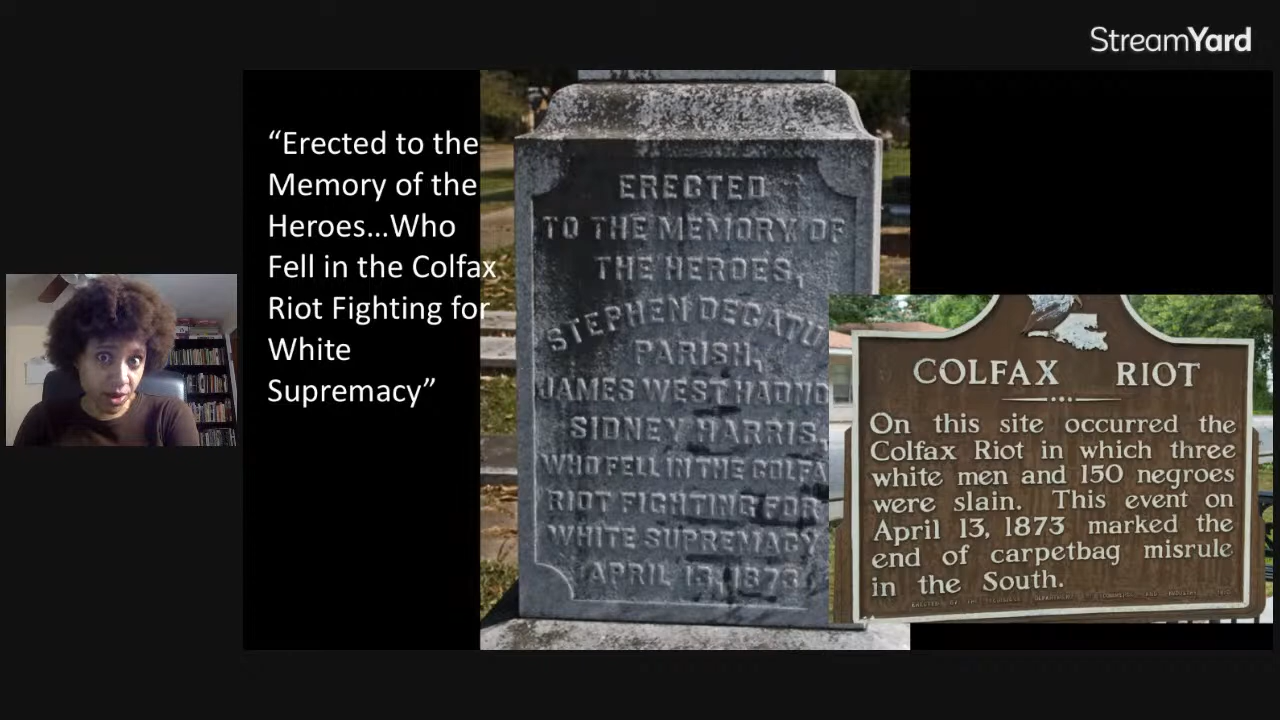 StreamYard
“Erected to the
Memory of the
Heroes...Who
Fell in the Colfax
Riot Fighting for
White
Supremacy”
ERECTED
TO THE MEMORY OF
THE HEROES,
STEPHEN DECATU
PARISH,
JAMES WEST HADNO
SIDNEY HARRIS,
WHO FELL IN THE COLFA
RIOT FIGHTING FOR
WHITE SUPREMACY
APRIL 13, 1873
COLFAX RIOT
On this site occurred the
Colfax Riot in which three
white men and 150 negroes
were slain. This event on
April 13, 1873 marked the
end of carpetbag misrule
in the South.